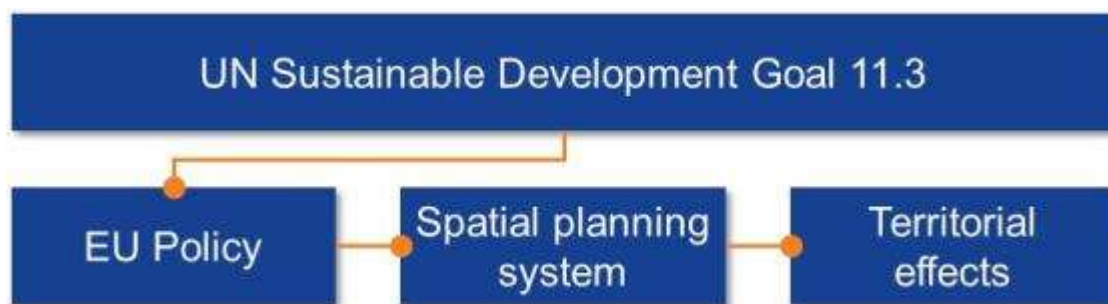 UN Sustainable Development Goal 11.3
EU Policy
Spatial planning
system
Territorial
effects